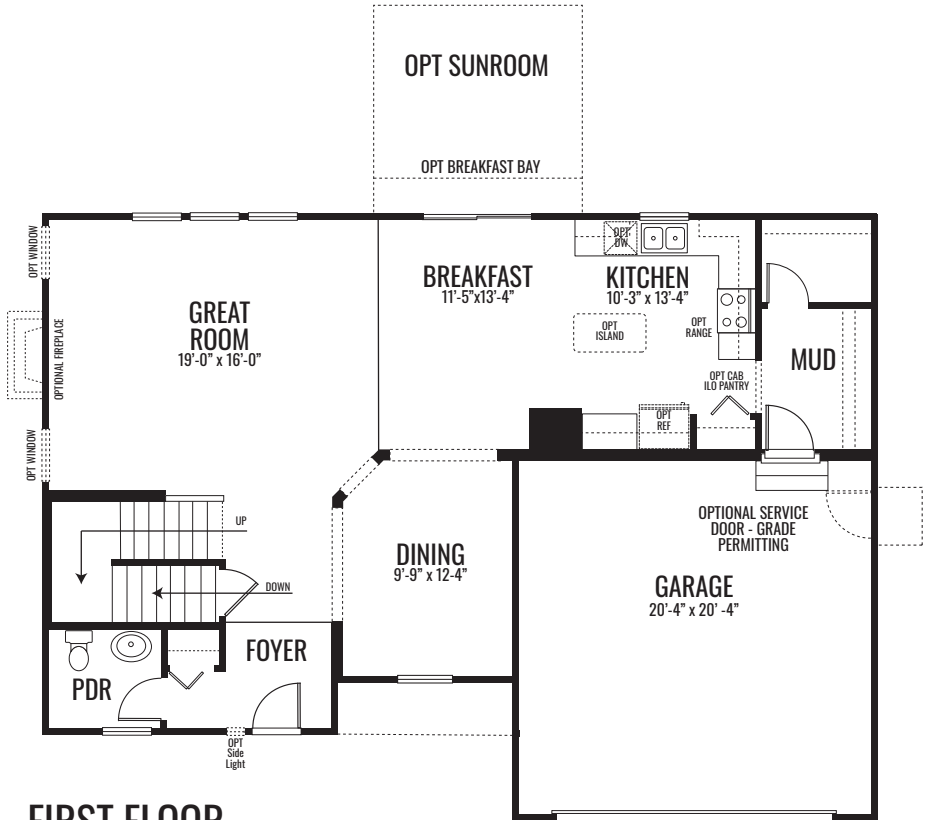 OPT SUNROOM
OPT BREAKFAST BAY
OPT WINDOW
OPTIONAL FIREPLACE
OPT WINDOW
GREAT
ROOM
19'-0" x 16'-0"
BREAKFAST
11'-5"x13'-4"
OPT
DW
KITCHEN
10'-3" x 13'-4"
OPT
ISLAND
OPT
RANGE
OPT CAB
ILO PANTRY
OPT
REF
MUD
UP
DOWN
DINING
9'-9" x 12'-4"
OPTIONAL SERVICE
DOOR - GRADE
PERMITTING
GARAGE
20'-4" x 20' -4"
FOYER
PDR
OPT
Side
Light
FIRST FLOOR